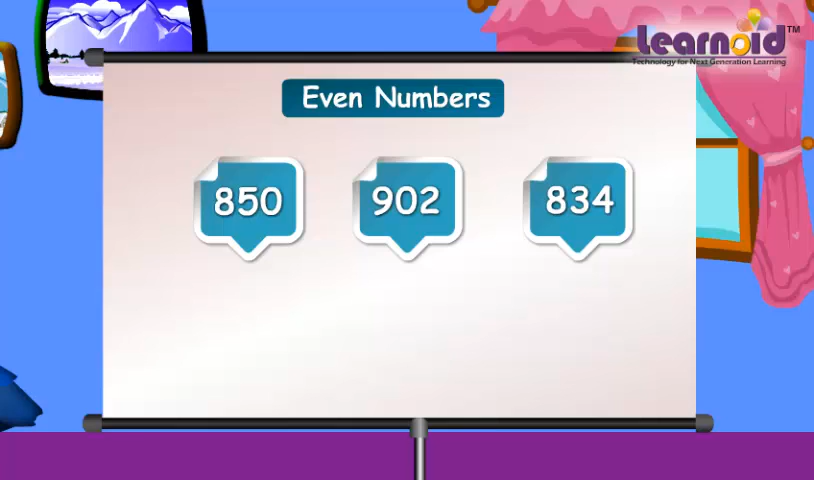 Learnoid™
Technology for Next Generation Learning
Even Numbers
850 902 834